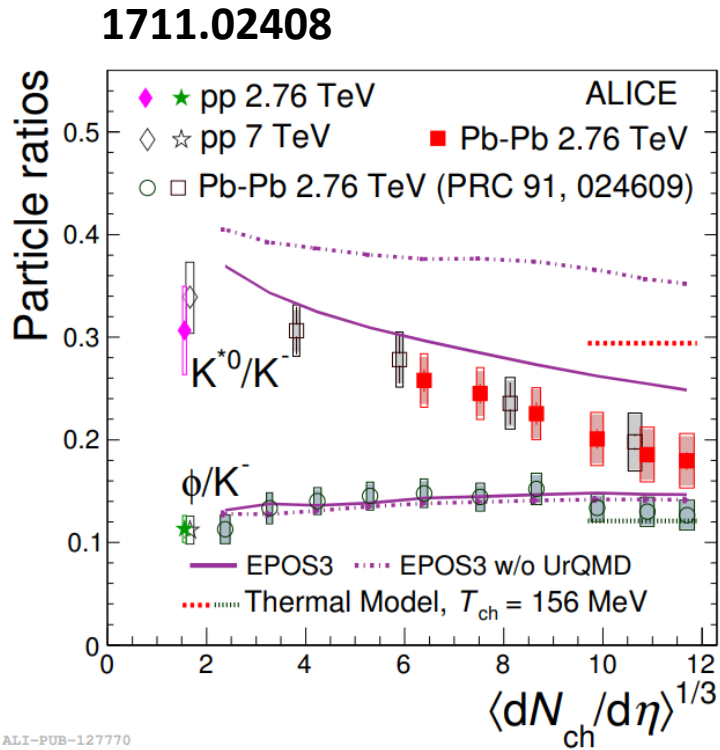 1711.02408
Particle ratios
pp 2.76 TeV
ALICE
pp 7 TeV
Pb-Pb 2.76 TeV
Pb-Pb 2.76 TeV (PRC 91, 024609)
0.5
0.4
0.3
0.2
0.1
0
K*0/K-
ϕ/K-
EPOS3
EPOS3 w/o UrQMD
Thermal Model, Tch = 156 MeV
0 2 4 6 8 10 12
⟨dNch/dη⟩1/3
ALI-PUB-127770